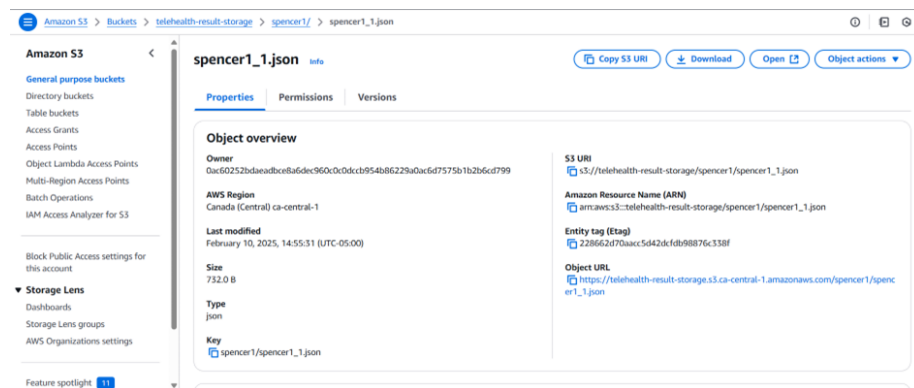 Amazon S3 > Buckets > telehealth-result-storage > spencer1/ > spencer1_1.json
Amazon S3
General purpose buckets
Directory buckets
Table buckets
Access Grants
Access Points
Object Lambda Access Points
Multi-Region Access Points
Batch Operations
IAM Access Analyzer for S3
Block Public Access settings for
this account
Storage Lens
Dashboards
Storage Lens groups
AWS Organizations settings
Feature spotlight 11
spencer1_1.json Info
Copy S3 URI
Download
Open
Object actions
Properties
Permissions
Versions
Object overview
Owner
0ac60252bdaeadbce8a6dec960c0c0dccb954b86229a0ac6d7575b1b2b6cd799
AWS Region
Canada (Central) ca-central-1
Last modified
February 10, 2025, 14:55:31 (UTC-05:00)
Size
732.0 B
Type
json
Key
spencer1/spencer1_1.json
S3 URI
s3://telehealth-result-storage/spencer1/spencer1_1.json
Amazon Resource Name (ARN)
arn:aws:s3:::telehealth-result-storage/spencer1/spencer1_1.json
Entity tag (Etag)
228662d70aacc5d42dcfdb98876c338f
Object URL
https://telehealth-result-storage.s3.ca-central-1.amazonaws.com/spencer1/spenc
er1_1.json